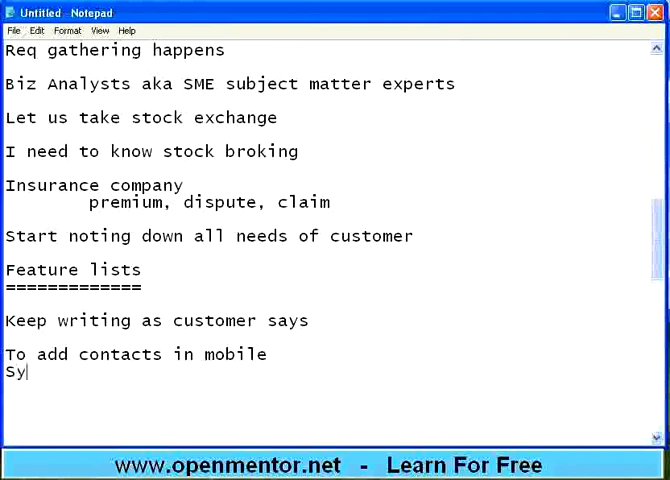 Untitled - Notepad
File Edit Format View Help
Req gathering happens
Biz Analysts aka SME subject matter experts
Let us take stock exchange
I need to know stock broking
Insurance company
premium, dispute, claim
Start noting down all needs of customer
Feature lists
=============
Keep writing as customer says
To add contacts in mobile
Sy
www.openmentor.net - Learn For Free